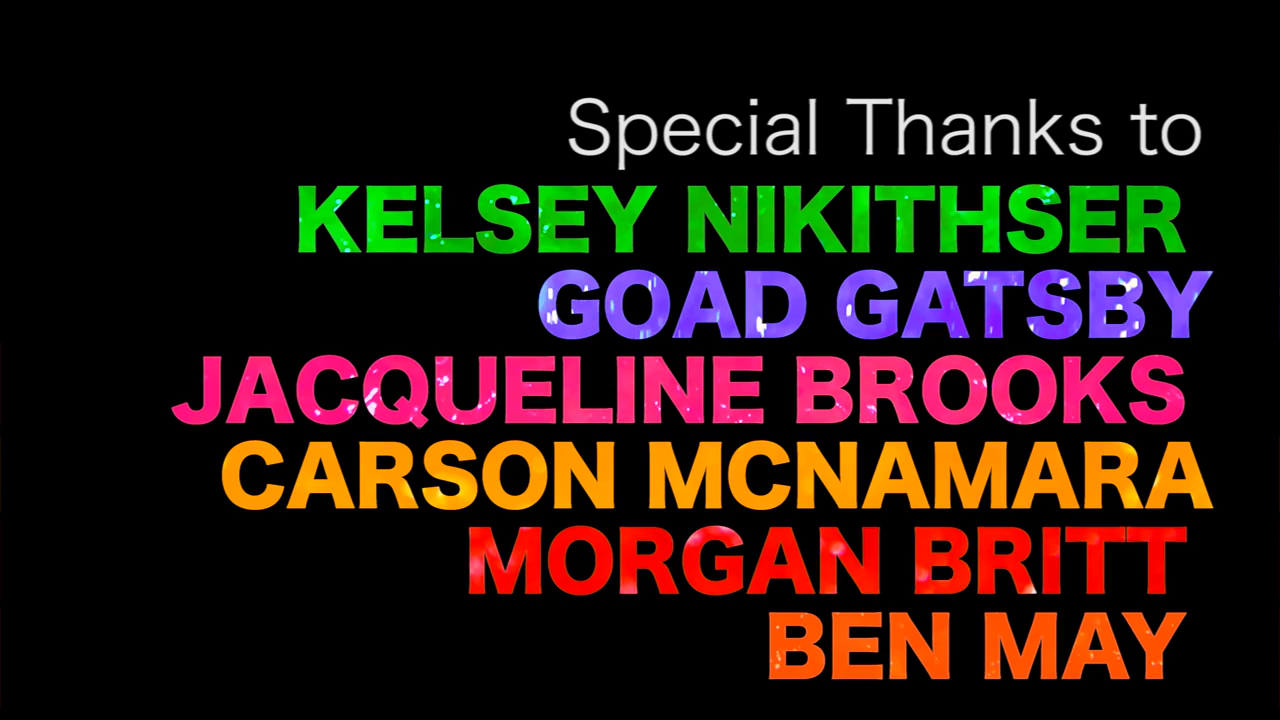 Special Thanks to
KELSEY NIKITHSER
GOAD GATSBY
JACQUELINE BROOKS
CARSON MCNAMARA
MORGAN BRITT
BEN MAY